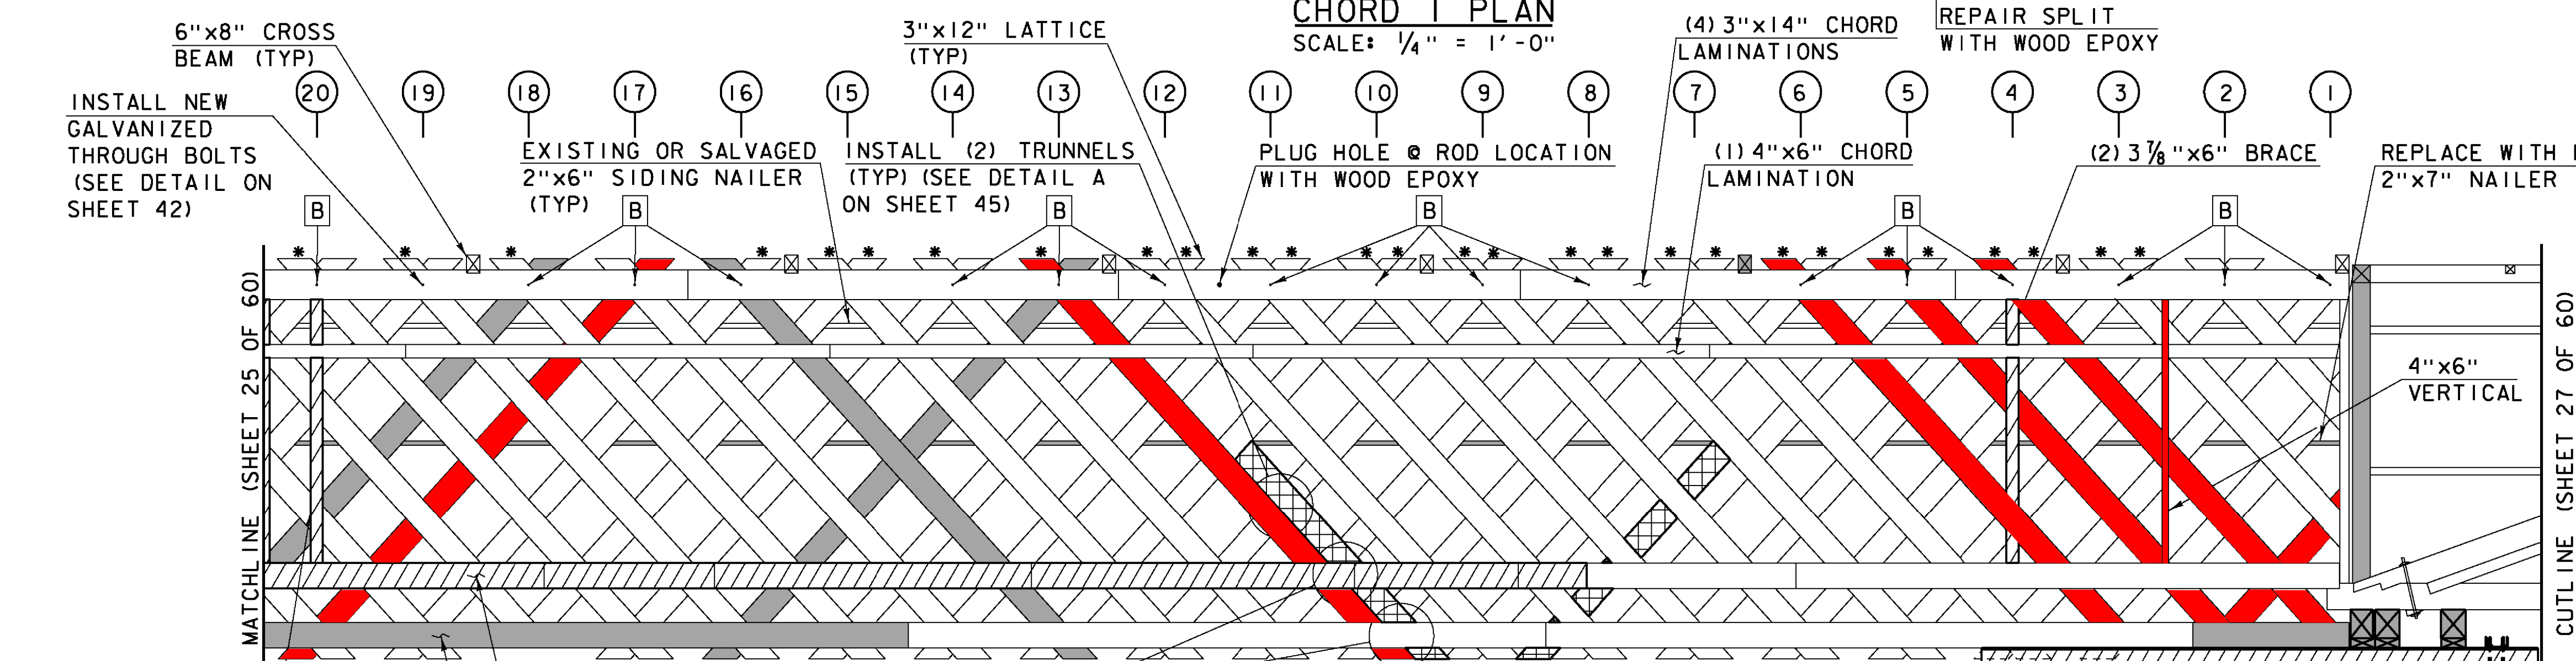 CHORD 1 PLAN
SCALE: 1/4" = 1'-0"
6"x8" CROSS
BEAM (TYP)
3"x12" LATTICE
(TYP)
(4) 3"x14" CHORD
LAMINATIONS
REPAIR SPLIT
WITH WOOD EPOXY
INSTALL NEW
GALVANIZED
THROUGH BOLTS
(SEE DETAIL ON
SHEET 42)
20 19 18 17 16 15 14 13 12 11 10 9 8 7 6 5 4 3 2 1
EXISTING OR SALVAGED
2"x6" SIDING NAILER
(TYP)
INSTALL (2) TRUNNELS
(TYP) (SEE DETAIL A
ON SHEET 45)
PLUG HOLE @ ROD LOCATION
WITH WOOD EPOXY
(1) 4"x6" CHORD
LAMINATION
(2) 3 7/8"x6" BRACE
REPLACE WITH
2"x7" NAILER
B B B B B B
* * * * * * * * * * * * * * * * * * * * * * * * * * *
MATCHLINE (SHEET 25 OF 60)
4"x6"
VERTICAL
CUTLINE (SHEET 27 OF 60)